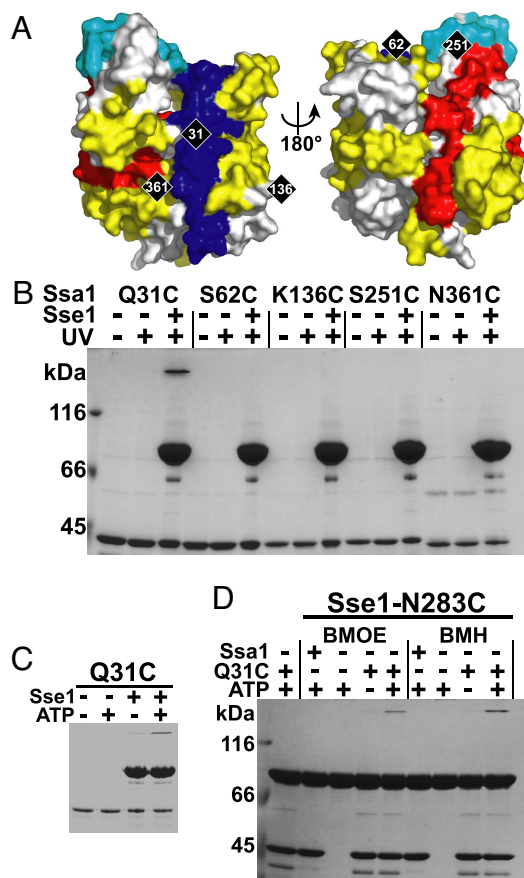 A
31
361
136
180°
62
251
B
Ssa1 Q31C S62C K136C S251C N361C
Sse1 - - + - - + - - + - - + - - +
UV - + + - + + - + + - + + - + +
kDa
116
66
45
C
Q31C
Sse1 - - + +
ATP - + - +
D
Sse1-N283C
BMOE BMH
Ssa1 - + - - - + - - -
Q31C + - - + + - - + +
ATP + + + - + + + - +
kDa
116
66
45